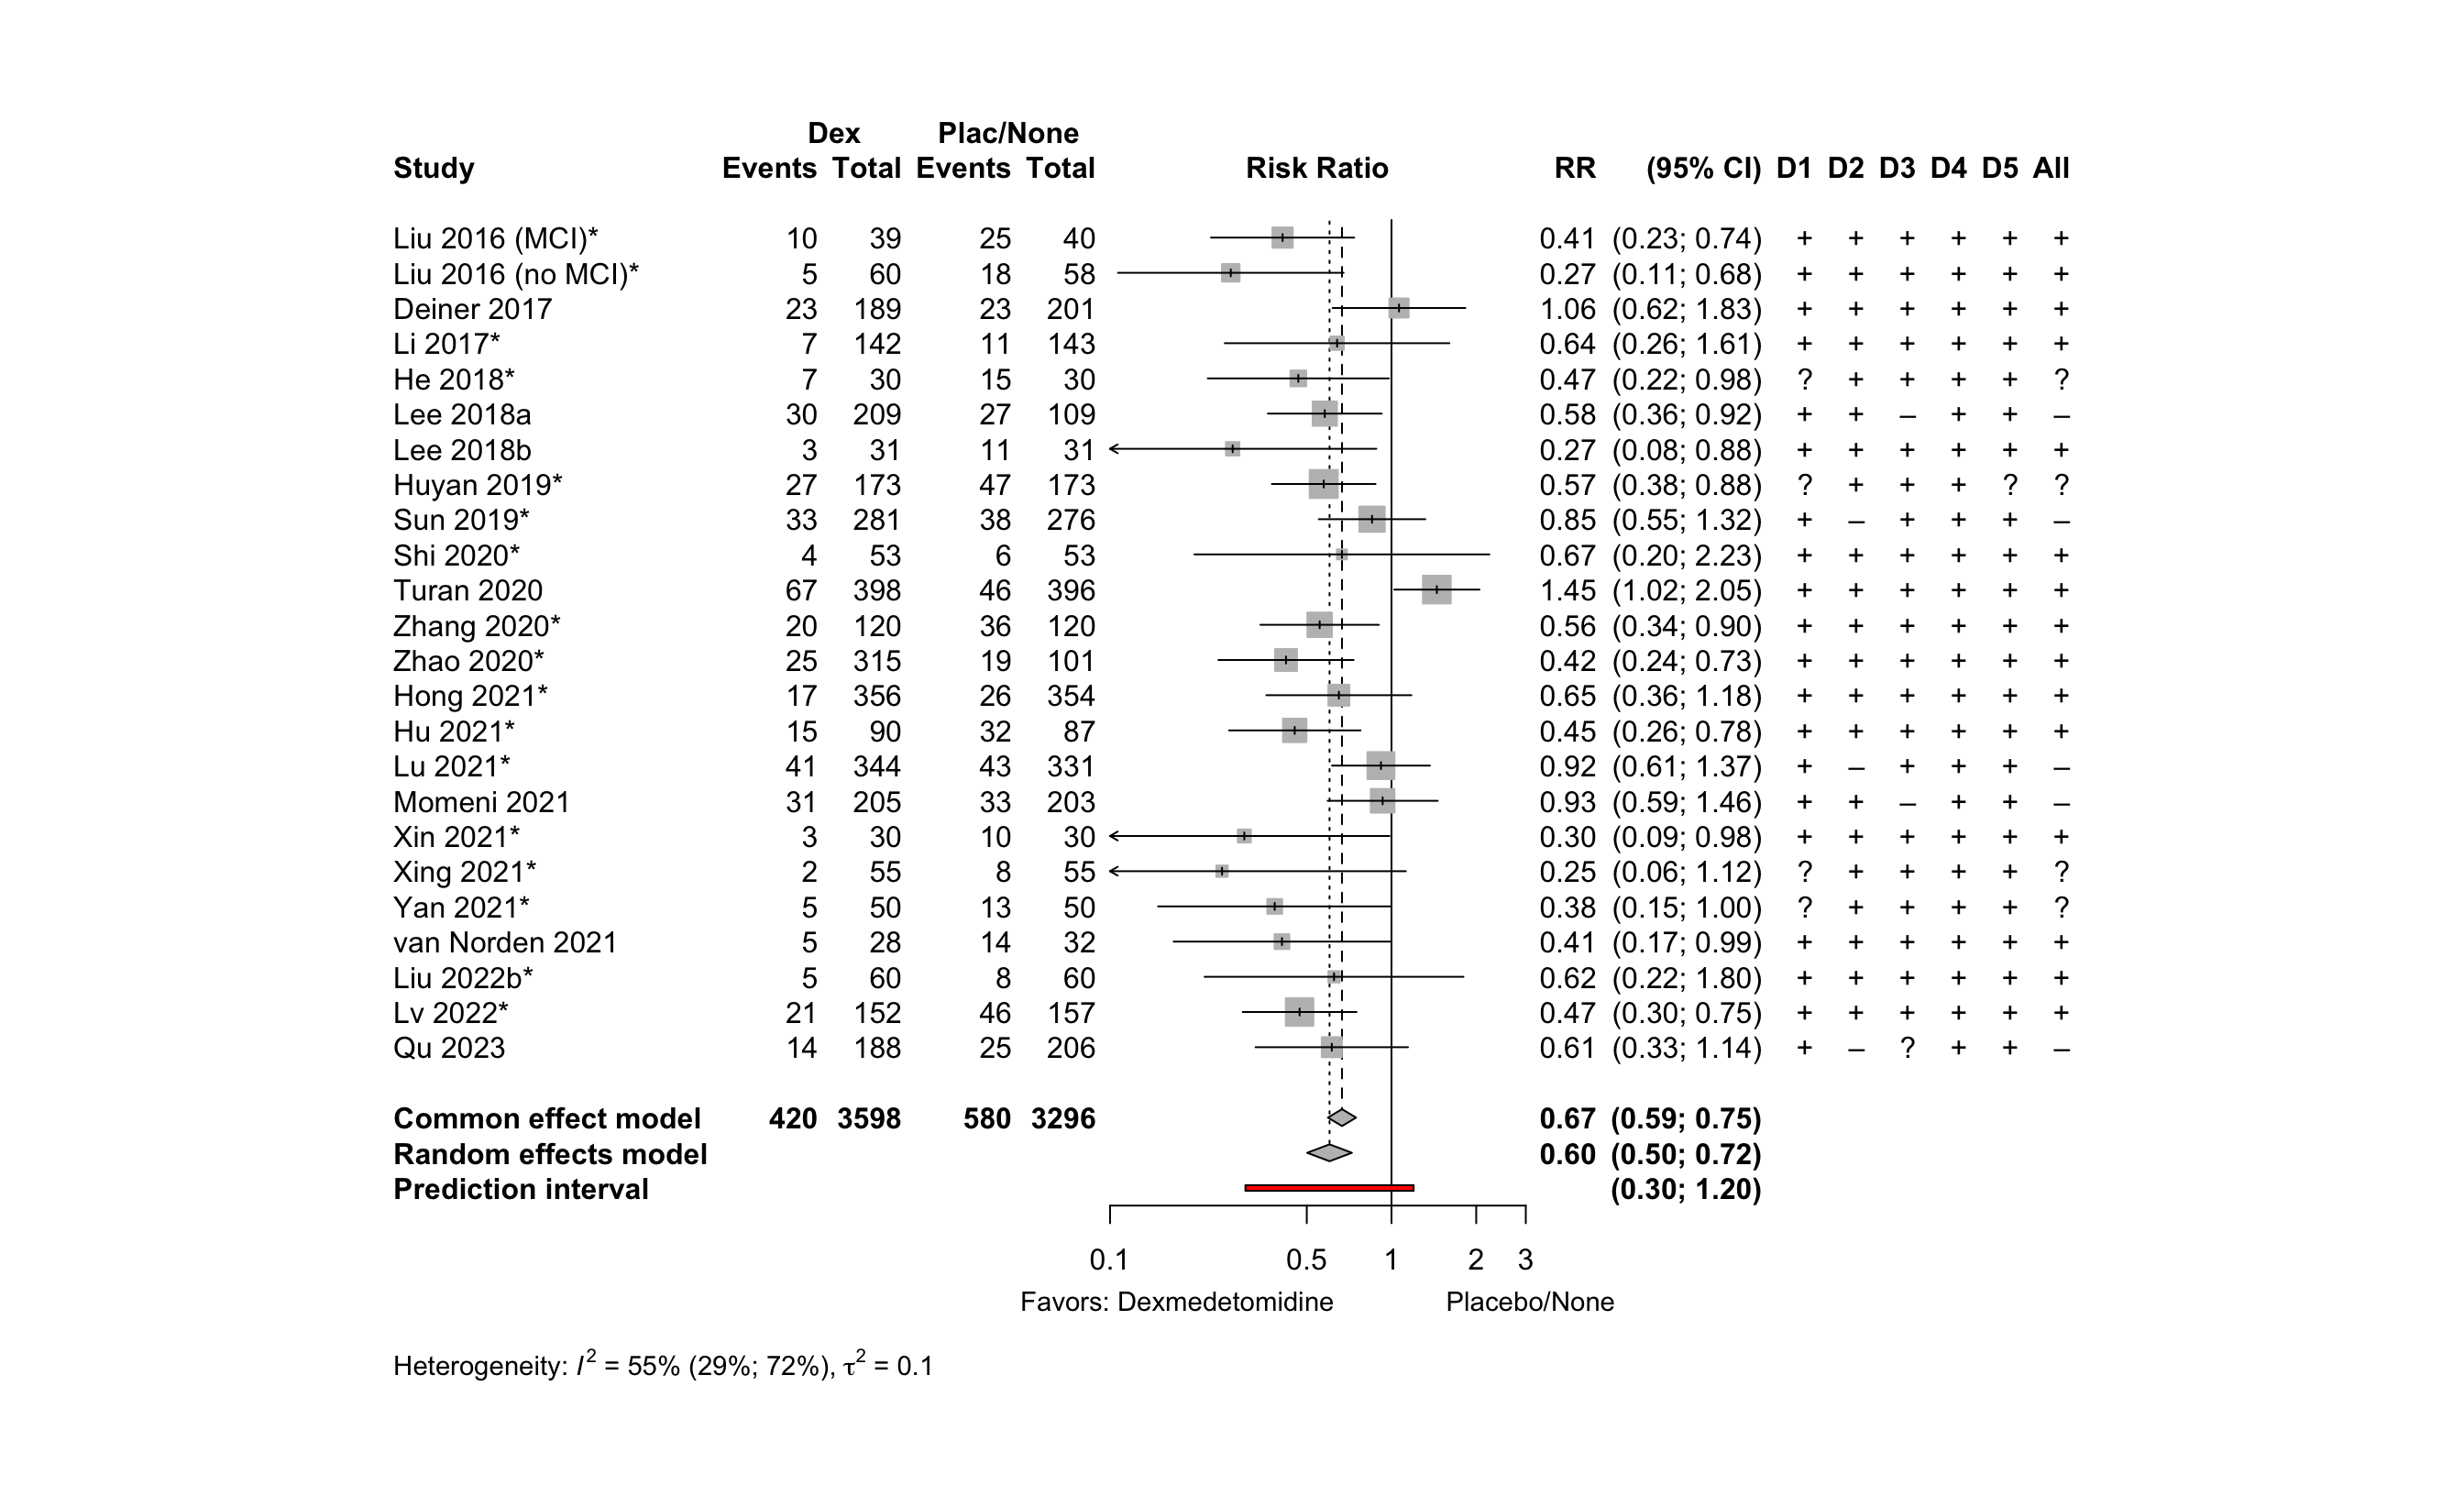 Dex Plac/None
Study Events Total Events Total Risk Ratio RR (95% CI) D1 D2 D3 D4 D5 All
Liu 2016 (MCI)* 10 39 25 40 0.41 (0.23; 0.74) + + + + + +
Liu 2016 (no MCI)* 5 60 18 58 0.27 (0.11; 0.68) + + + + + +
Deiner 2017 23 189 23 201 1.06 (0.62; 1.83) + + + + + +
Li 2017* 7 142 11 143 0.64 (0.26; 1.61) + + + + + +
He 2018* 7 30 15 30 0.47 (0.22; 0.98) ? + + + + ?
Lee 2018a 30 209 27 109 0.58 (0.36; 0.92) + + – + + –
Lee 2018b 3 31 11 31 0.27 (0.08; 0.88) + + + + + +
Huyan 2019* 27 173 47 173 0.57 (0.38; 0.88) ? + + + ? ?
Sun 2019* 33 281 38 276 0.85 (0.55; 1.32) + – + + + –
Shi 2020* 4 53 6 53 0.67 (0.20; 2.23) + + + + + +
Turan 2020 67 398 46 396 1.45 (1.02; 2.05) + + + + + +
Zhang 2020* 20 120 36 120 0.56 (0.34; 0.90) + + + + + +
Zhao 2020* 25 315 19 101 0.42 (0.24; 0.73) + + + + + +
Hong 2021* 17 356 26 354 0.65 (0.36; 1.18) + + + + + +
Hu 2021* 15 90 32 87 0.45 (0.26; 0.78) + + + + + +
Lu 2021* 41 344 43 331 0.92 (0.61; 1.37) + – + + + –
Momeni 2021 31 205 33 203 0.93 (0.59; 1.46) + + – + + –
Xin 2021* 3 30 10 30 0.30 (0.09; 0.98) + + + + + +
Xing 2021* 2 55 8 55 0.25 (0.06; 1.12) ? + + + + ?
Yan 2021* 5 50 13 50 0.38 (0.15; 1.00) ? + + + + ?
van Norden 2021 5 28 14 32 0.41 (0.17; 0.99) + + + + + +
Liu 2022b* 5 60 8 60 0.62 (0.22; 1.80) + + + + + +
Lv 2022* 21 152 46 157 0.47 (0.30; 0.75) + + + + + +
Qu 2023 14 188 25 206 0.61 (0.33; 1.14) + – ? + + –
Common effect model 420 3598 580 3296 0.67 (0.59; 0.75)
Random effects model 0.60 (0.50; 0.72)
Prediction interval (0.30; 1.20)
0.1 0.5 1 2 3
Favors: Dexmedetomidine Placebo/None
Heterogeneity: I² = 55% (29%; 72%), τ² = 0.1